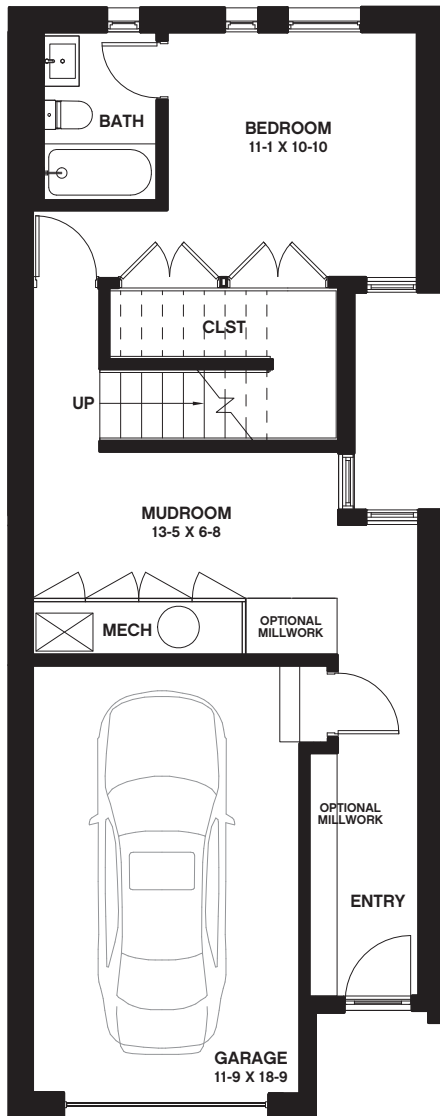 BATH
BEDROOM
11-1 X 10-10
CLST
UP
MUDROOM
13-5 X 6-8
MECH
OPTIONAL
MILLWORK
OPTIONAL
MILLWORK
ENTRY
GARAGE
11-9 X 18-9